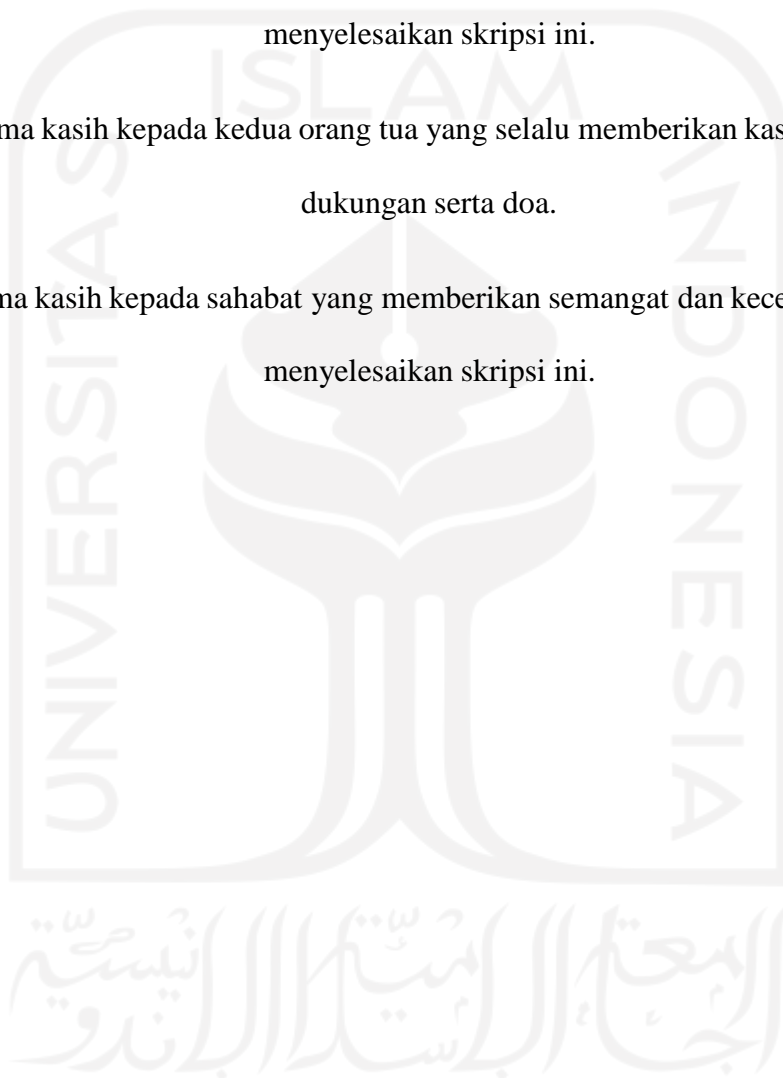 menyelesaikan skripsi ini.
ma kasih kepada kedua orang tua yang selalu memberikan kas
dukungan serta doa.
ma kasih kepada sahabat yang memberikan semangat dan kece
menyelesaikan skripsi ini.
ISLAM
UNIVERSITAS
INDONESIA